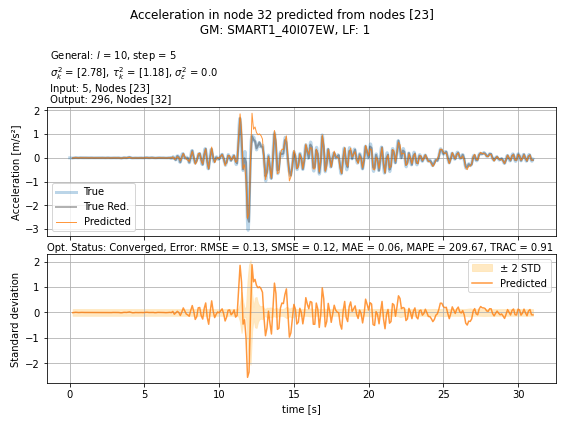 Acceleration in node 32 predicted from nodes [23]
GM: SMART1_40I07EW, LF: 1
General: l = 10, step = 5
σ²ₖ = [2.78], τ²ₖ = [1.18], σ²ε = 0.0
Input: 5, Nodes [23]
Output: 296, Nodes [32]
Acceleration [m/s²]
2
1
0
−1
−2
−3
True
True Red.
Predicted
Opt. Status: Converged, Error: RMSE = 0.13, SMSE = 0.12, MAE = 0.06, MAPE = 209.67, TRAC = 0.91
Standard deviation
2
1
0
−1
−2
± 2 STD
Predicted
0 5 10 15 20 25 30
time [s]